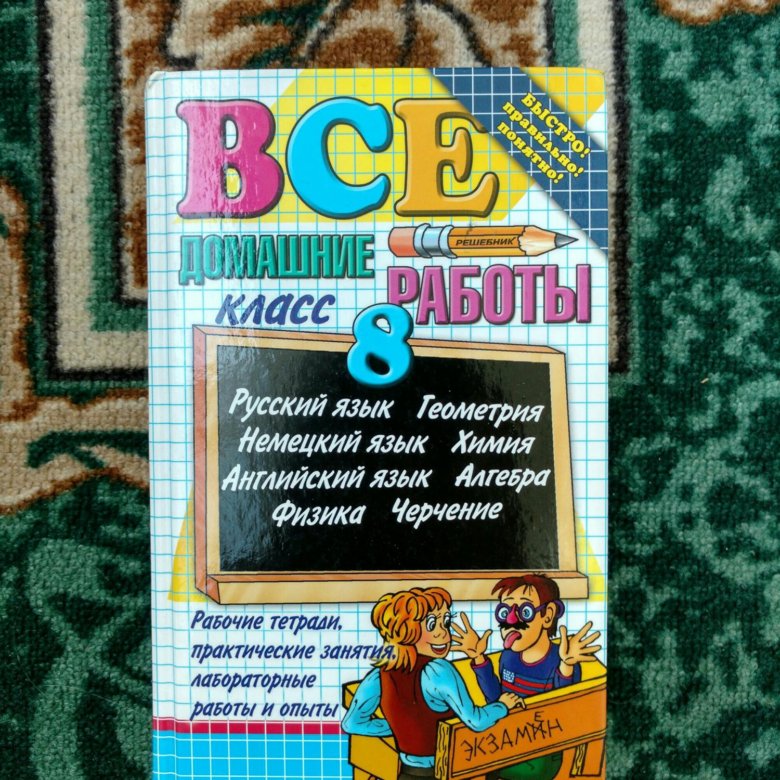 ВСЕ
БЫСТРО!
правильно!
понятно!
ДОМАШНИЕ
РЕШЕБНИК
РАБОТЫ
класс
8
Русский язык Геометрия
Немецкий язык Химия
Английский язык Алгебра
Физика Черчение
Рабочие тетради,
практические занятия,
лабораторные
работы и опыты
ЭКЗАМЕН